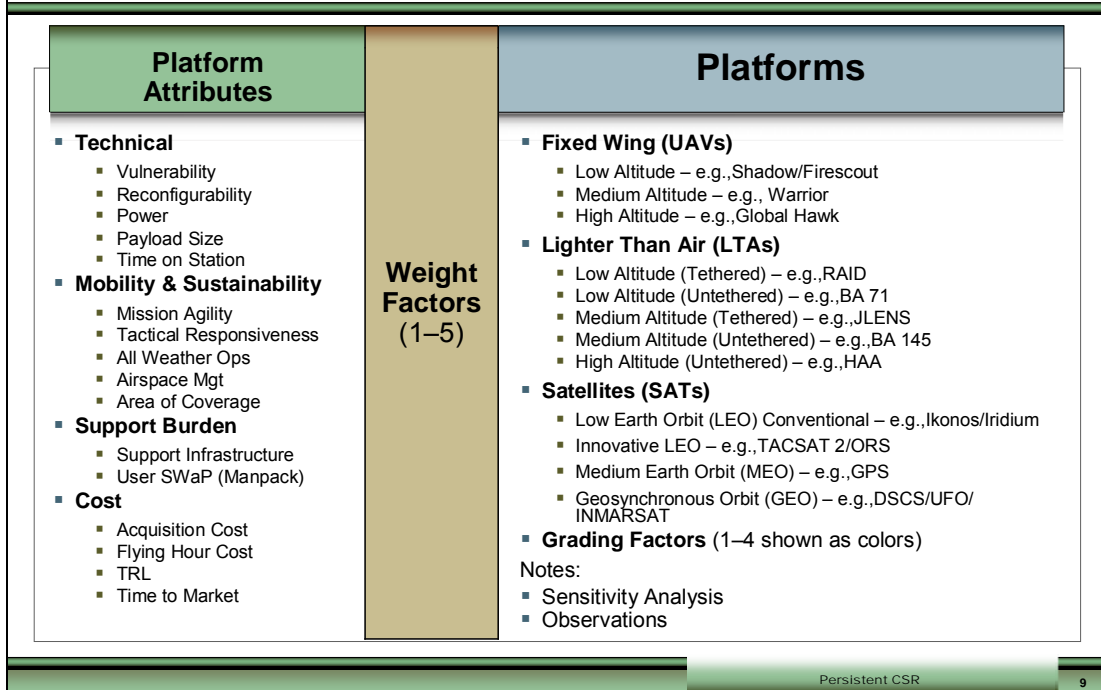 Platform
Attributes
▪ Technical
▪ Vulnerability
▪ Reconfigurability
▪ Power
▪ Payload Size
▪ Time on Station
▪ Mobility & Sustainability
▪ Mission Agility
▪ Tactical Responsiveness
▪ All Weather Ops
▪ Airspace Mgt
▪ Area of Coverage
▪ Support Burden
▪ Support Infrastructure
▪ User SWaP (Manpack)
▪ Cost
▪ Acquisition Cost
▪ Flying Hour Cost
▪ TRL
▪ Time to Market
Weight
Factors
(1–5)
Platforms
▪ Fixed Wing (UAVs)
▪ Low Altitude – e.g.,Shadow/Firescout
▪ Medium Altitude – e.g., Warrior
▪ High Altitude – e.g.,Global Hawk
▪ Lighter Than Air (LTAs)
▪ Low Altitude (Tethered) – e.g.,RAID
▪ Low Altitude (Untethered) – e.g.,BA 71
▪ Medium Altitude (Tethered) – e.g.,JLENS
▪ Medium Altitude (Untethered) – e.g.,BA 145
▪ High Altitude (Untethered) – e.g.,HAA
▪ Satellites (SATs)
▪ Low Earth Orbit (LEO) Conventional – e.g.,Ikonos/Iridium
▪ Innovative LEO – e.g.,TACSAT 2/ORS
▪ Medium Earth Orbit (MEO) – e.g.,GPS
▪ Geosynchronous Orbit (GEO) – e.g.,DSCS/UFO/
INMARSAT
▪ Grading Factors (1–4 shown as colors)
Notes:
▪ Sensitivity Analysis
▪ Observations
Persistent CSR
9